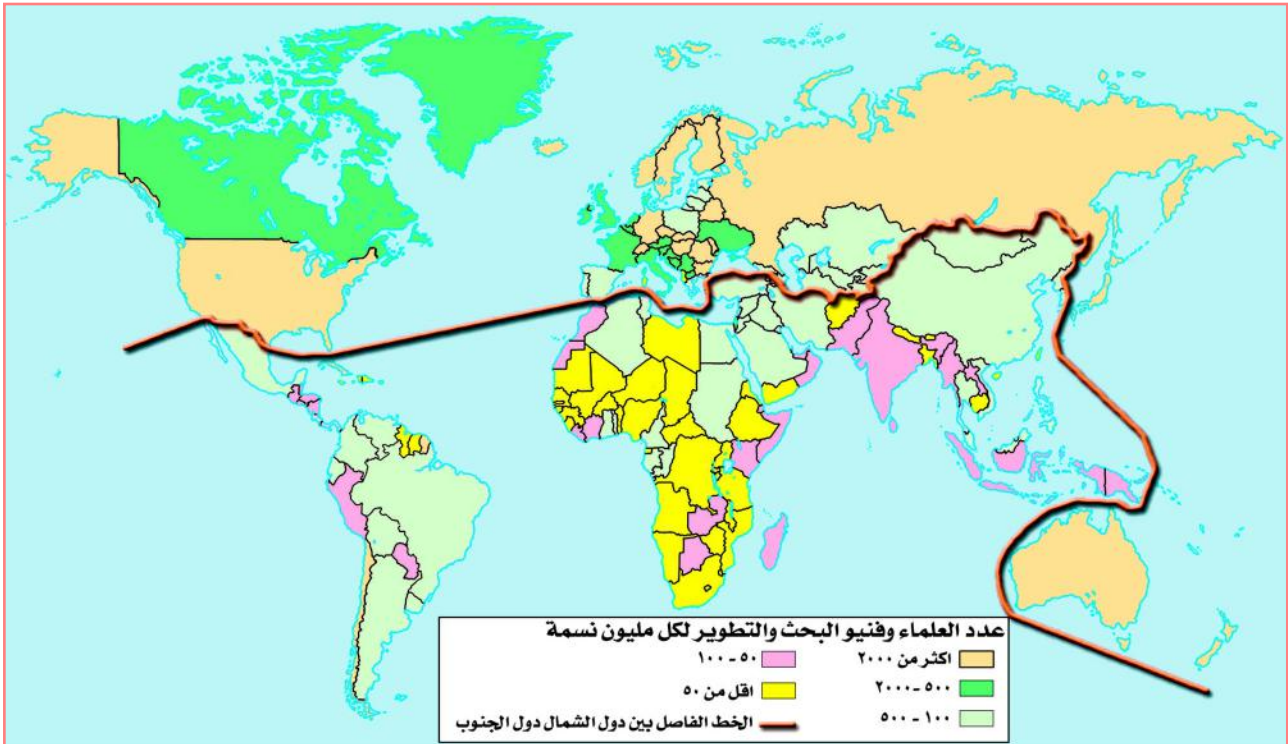 عدد العلماء وفنيو البحث والتطوير لكل مليون نسمة
اكثر من ٢٠٠٠
٥٠٠ - ٢٠٠٠
١٠٠ - ٥٠٠
٥٠ - ١٠٠
اقل من ٥٠
الخط الفاصل بين دول الشمال دول الجنوب